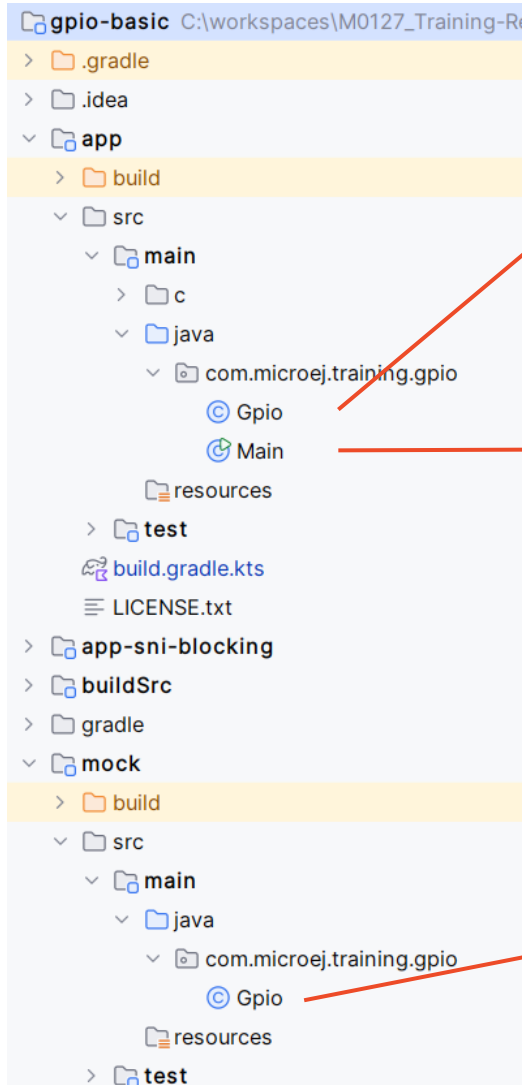 gpio-basic C:\workspaces\M0127_Training-Re
.gradle
.idea
app
build
src
main
c
java
com.microej.training.gpio
Gpio
Main
resources
test
build.gradle.kts
LICENSE.txt
app-sni-blocking
buildSrc
gradle
mock
build
src
main
java
com.microej.training.gpio
Gpio
resources
test